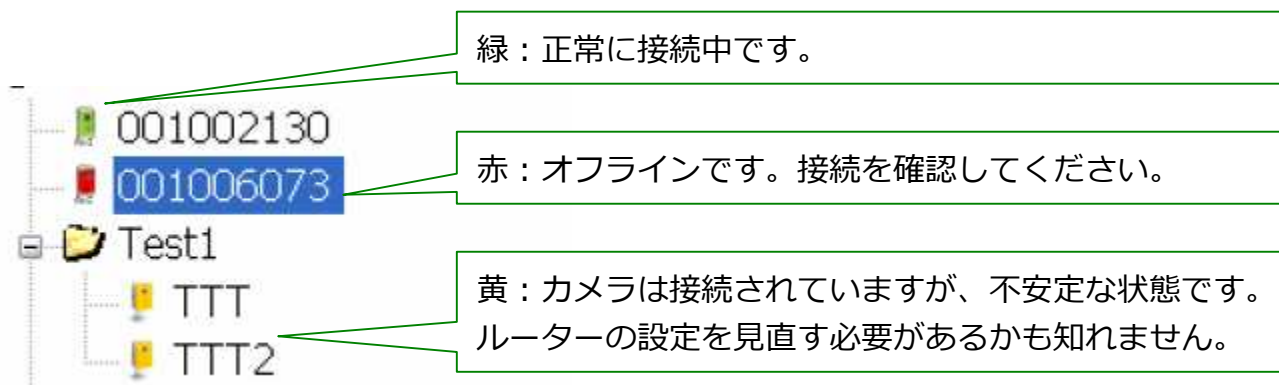 緑：正常に接続中です。
001002130
赤：オフラインです。接続を確認してください。
001006073
Test1
黄：カメラは接続されていますが、不安定な状態です。
ルーターの設定を見直す必要があるかも知れません。
TTT
TTT2